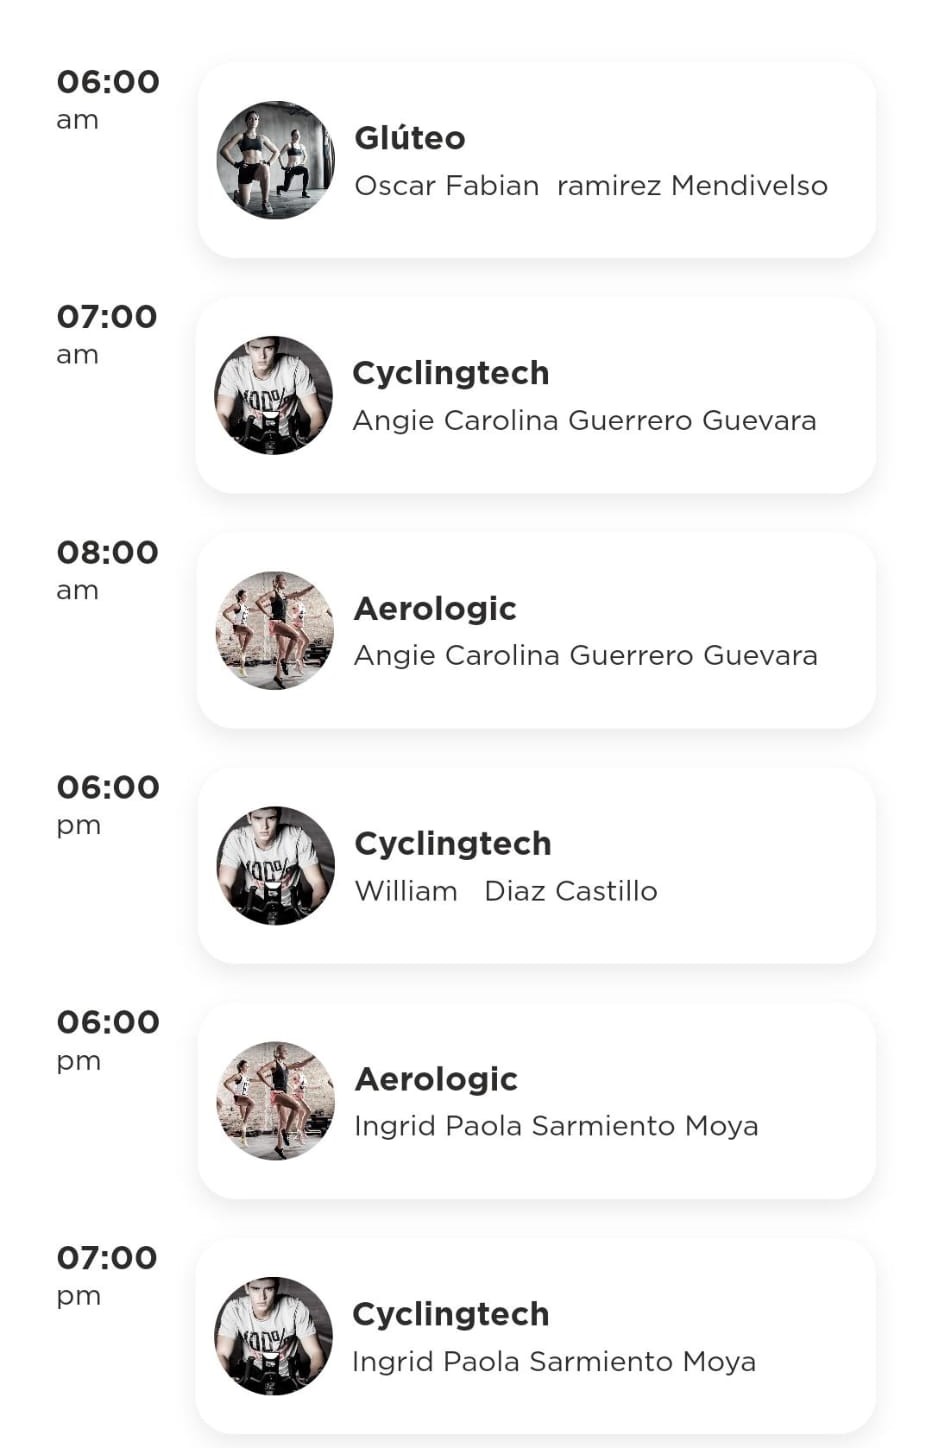 06:00
am
Glúteo
Oscar Fabian  ramirez Mendivelso
07:00
am
Cyclingtech
Angie Carolina Guerrero Guevara
08:00
am
Aerologic
Angie Carolina Guerrero Guevara
06:00
pm
Cyclingtech
William   Diaz Castillo
06:00
pm
Aerologic
Ingrid Paola Sarmiento Moya
07:00
pm
Cyclingtech
Ingrid Paola Sarmiento Moya